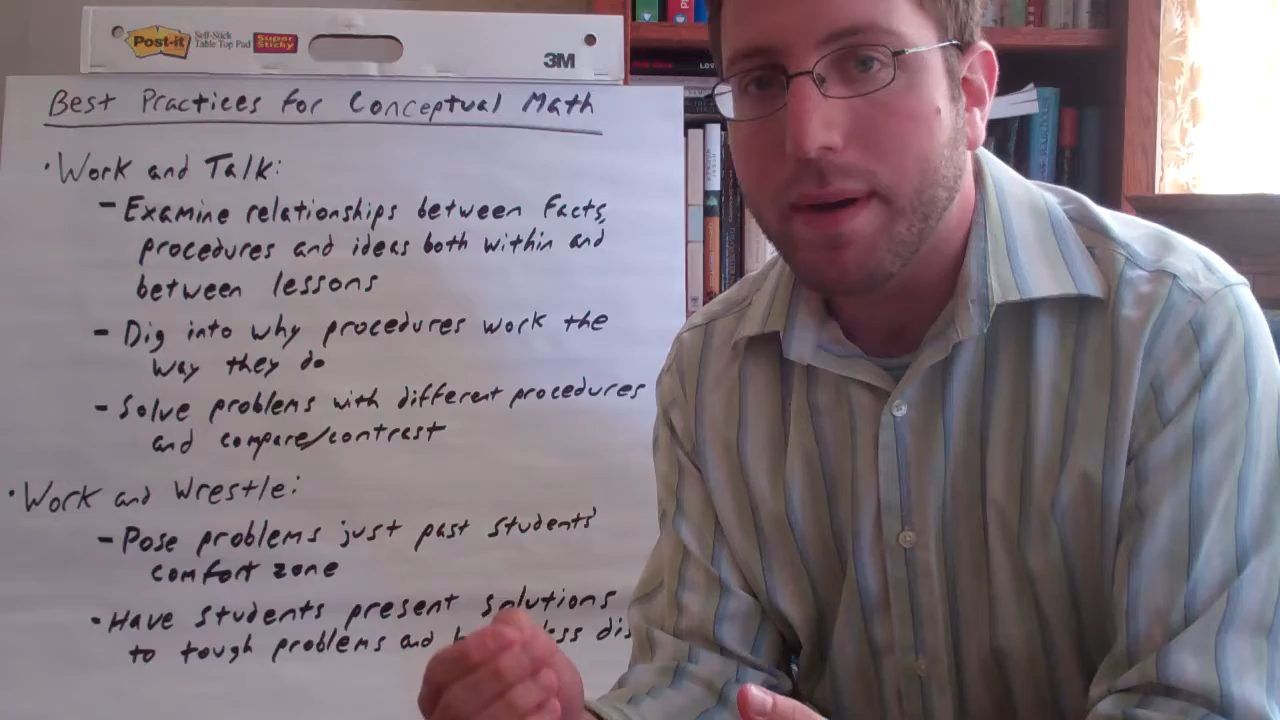 Post-it
Self-Stick
Table Top Pad
Super
Sticky
3M
Best Practices for Conceptual Math
• Work and Talk:
- Examine relationships between facts,
procedures and ideas both within and
between lessons
- Dig into why procedures work the
way they do
- Solve problems with different procedures
and compare/contrast
• Work and Wrestle:
- Pose problems just past students'
comfort zone
- Have students present solutions
to tough problems and